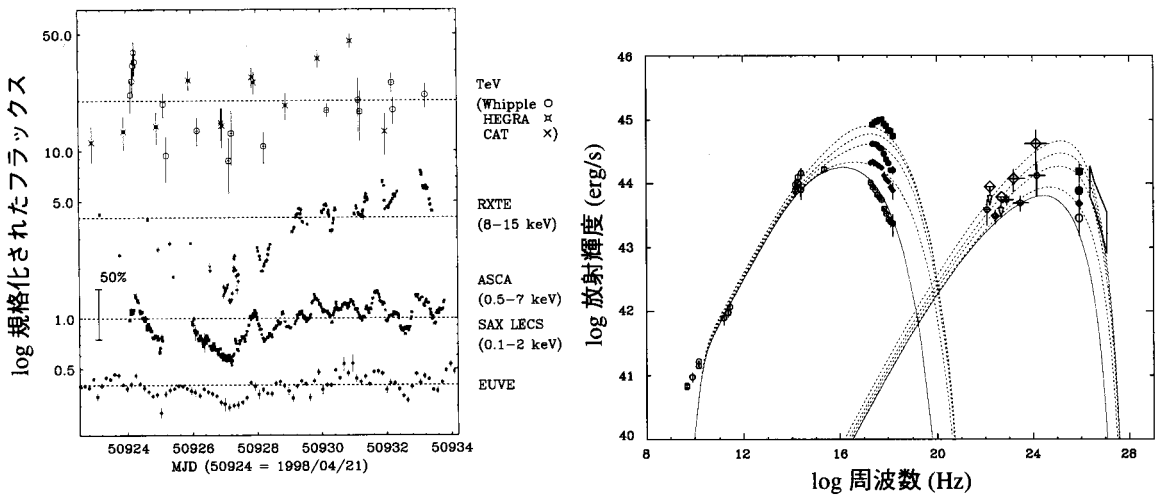 log 規格化されたフラックス
50.0
10.0
5.0
1.0
0.5
50%
TeV
(Whipple ○
HEGRA ¤
CAT ×)
RXTE
(8−15 keV)
ASCA
(0.5−7 keV)
SAX LECS
(0.1−2 keV)
EUVE
50924 50926 50928 50930 50932 50934
MJD (50924 = 1998/04/21)
log 放射輝度 (erg/s)
46
45
44
43
42
41
40
8 12 16 20 24 28
log 周波数 (Hz)